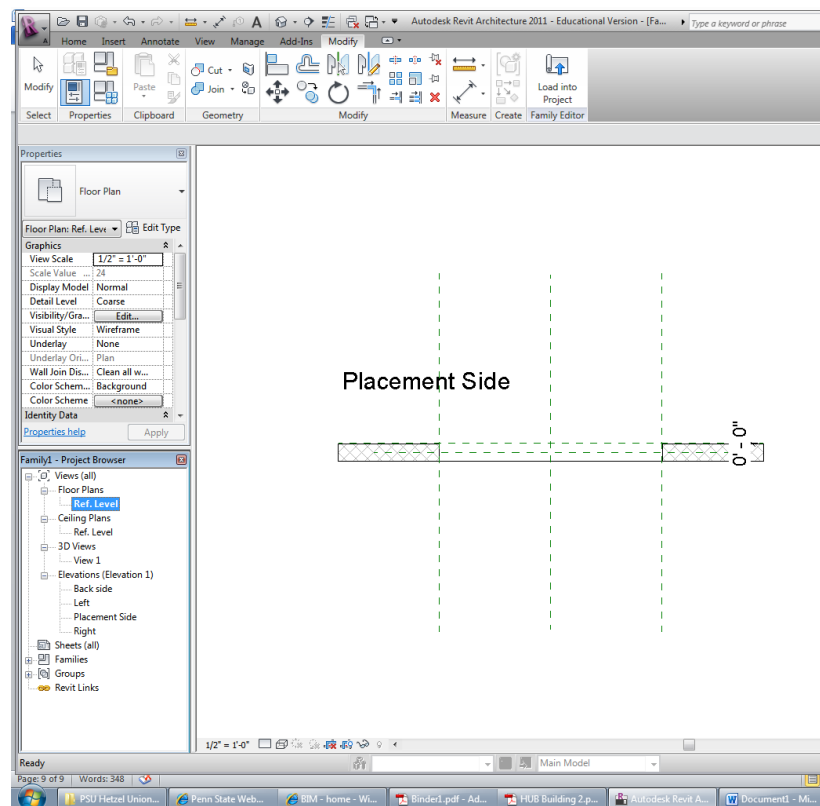 Autodesk Revit Architecture 2011 - Educational Version - [Fa...
Type a keyword or phrase
Home Insert Annotate View Manage Add-Ins Modify
Modify
Cut
Join
Paste
Load into
Project
Select Properties Clipboard Geometry Modify Measure Create Family Editor
Properties
Floor Plan
Floor Plan: Ref. Leve Edit Type
Graphics
View Scale 1/2" = 1'-0"
Scale Value ... 24
Display Model Normal
Detail Level Coarse
Visibility/Gra... Edit...
Visual Style Wireframe
Underlay None
Underlay Ori... Plan
Wall Join Dis... Clean all w...
Color Schem... Background
Color Scheme <none>
Identity Data
Properties help Apply
Placement Side
0' - 0"
Family1 - Project Browser
Views (all)
Floor Plans
Ref. Level
Ceiling Plans
Ref. Level
3D Views
View 1
Elevations (Elevation 1)
Back side
Left
Placement Side
Right
Sheets (all)
Families
Groups
Revit Links
1/2" = 1'-0"
Ready
Main Model
Page: 9 of 9 Words: 348
PSU Hetzel Union... Penn State Web... BIM - home - Wi... Binder1.pdf - Ad... HUB Building 2.p... Autodesk Revit A... Document1 - Mi...